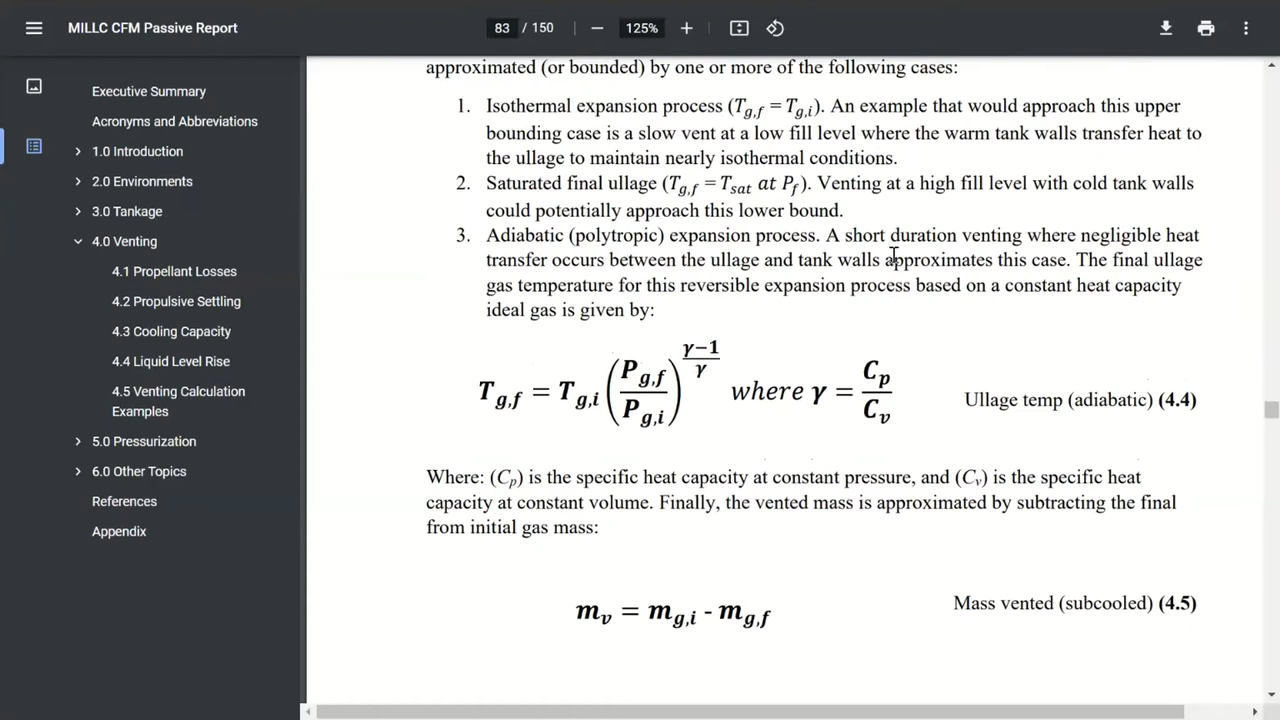 MILLC CFM Passive Report
83 / 150
125%
Executive Summary
Acronyms and Abbreviations
1.0 Introduction
2.0 Environments
3.0 Tankage
4.0 Venting
4.1 Propellant Losses
4.2 Propulsive Settling
4.3 Cooling Capacity
4.4 Liquid Level Rise
4.5 Venting Calculation
Examples
5.0 Pressurization
6.0 Other Topics
References
Appendix
approximated (or bounded) by one or more of the following cases:
1. Isothermal expansion process (T_{g,f} = T_{g,i}). An example that would approach this upper
bounding case is a slow vent at a low fill level where the warm tank walls transfer heat to
the ullage to maintain nearly isothermal conditions.
2. Saturated final ullage (T_{g,f} = T_{sat} at P_f). Venting at a high fill level with cold tank walls
could potentially approach this lower bound.
3. Adiabatic (polytropic) expansion process. A short duration venting where negligible heat
transfer occurs between the ullage and tank walls approximates this case. The final ullage
gas temperature for this reversible expansion process based on a constant heat capacity
ideal gas is given by:
T_{g,f} = T_{g,i} (P_{g,f} / P_{g,i})^{(γ−1)/γ} where γ = C_p / C_v Ullage temp (adiabatic) (4.4)
Where: (C_p) is the specific heat capacity at constant pressure, and (C_v) is the specific heat
capacity at constant volume. Finally, the vented mass is approximated by subtracting the final
from initial gas mass:
m_v = m_{g,i} - m_{g,f} Mass vented (subcooled) (4.5)